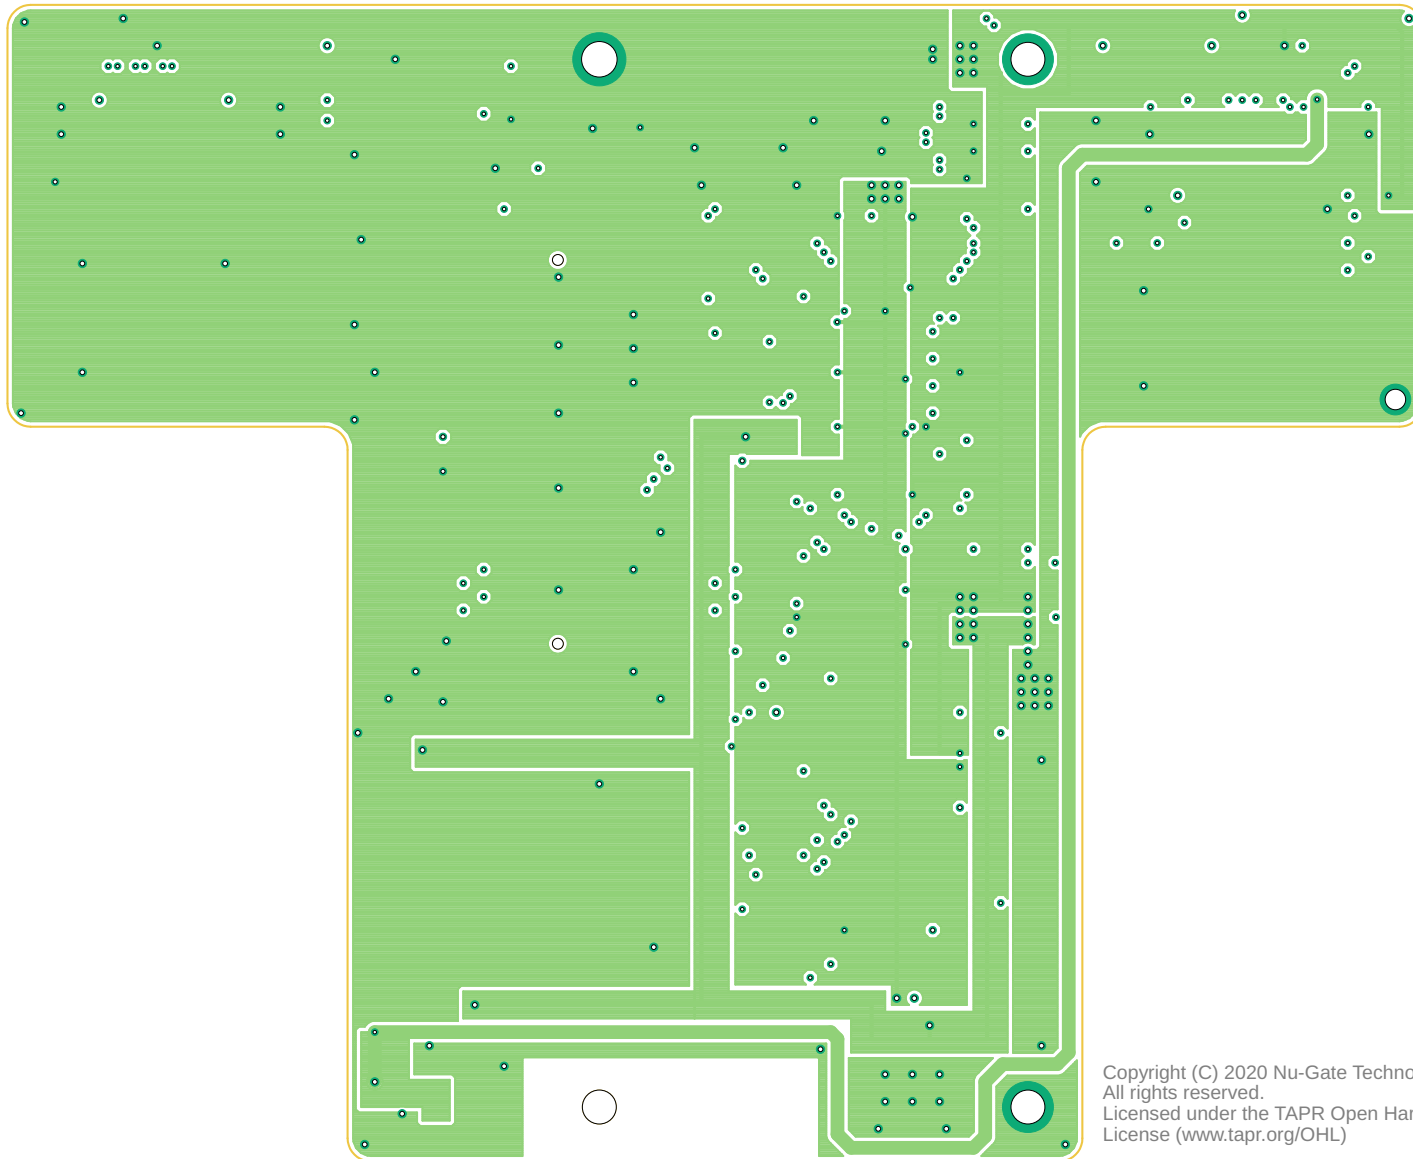 Copyright (C) 2020 Nu-Gate Techno
All rights reserved.
Licensed under the TAPR Open Har
License (www.tapr.org/OHL)